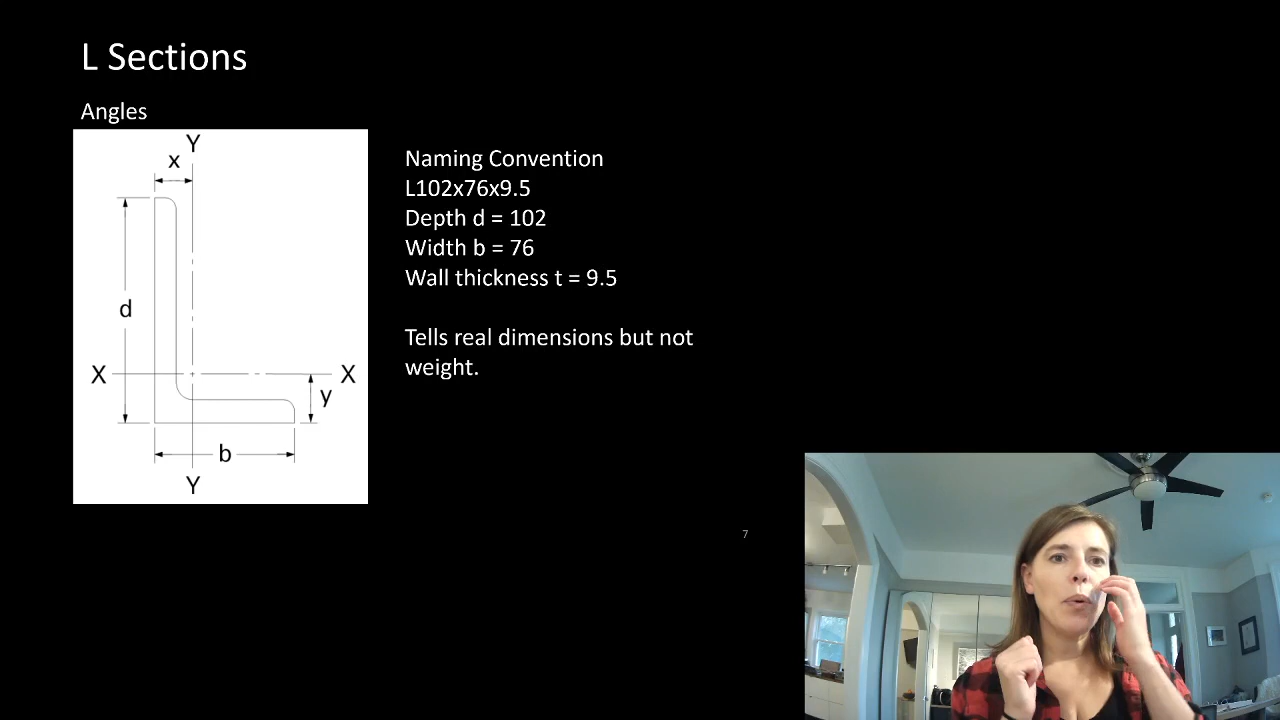 L Sections
Angles
Y
x
d
X
X
y
b
Y
Naming Convention
L102x76x9.5
Depth d = 102
Width b = 76
Wall thickness t = 9.5
Tells real dimensions but not
weight.
7